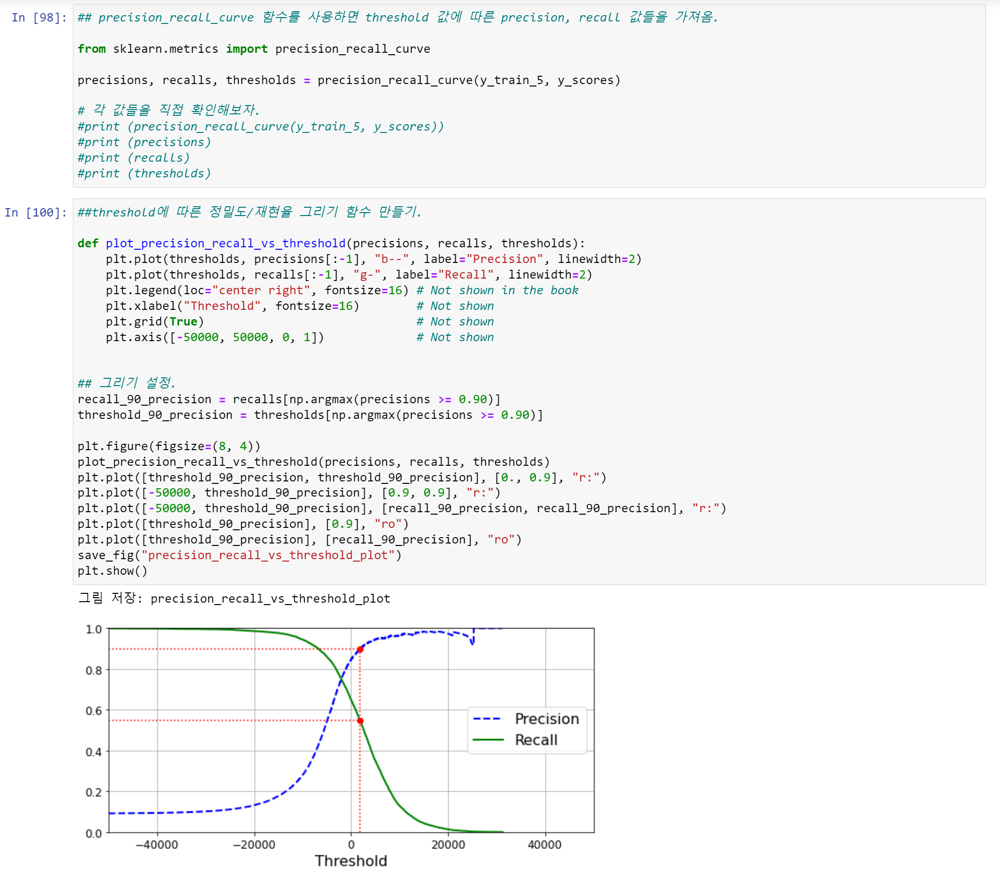 In [98]: ## precision_recall_curve 함수를 사용하면 threshold 값에 따른 precision, recall 값들을 가져옴.
from sklearn.metrics import precision_recall_curve
precisions, recalls, thresholds = precision_recall_curve(y_train_5, y_scores)
# 각 값들을 직접 확인해보자.
#print (precision_recall_curve(y_train_5, y_scores))
#print (precisions)
#print (recalls)
#print (thresholds)
In [100]: ##threshold에 따른 정밀도/재현율 그리기 함수 만들기.
def plot_precision_recall_vs_threshold(precisions, recalls, thresholds):
    plt.plot(thresholds, precisions[:-1], "b--", label="Precision", linewidth=2)
    plt.plot(thresholds, recalls[:-1], "g-", label="Recall", linewidth=2)
    plt.legend(loc="center right", fontsize=16) # Not shown in the book
    plt.xlabel("Threshold", fontsize=16)        # Not shown
    plt.grid(True)                              # Not shown
    plt.axis([-50000, 50000, 0, 1])             # Not shown
## 그리기 설정.
recall_90_precision = recalls[np.argmax(precisions >= 0.90)]
threshold_90_precision = thresholds[np.argmax(precisions >= 0.90)]
plt.figure(figsize=(8, 4))
plot_precision_recall_vs_threshold(precisions, recalls, thresholds)
plt.plot([threshold_90_precision, threshold_90_precision], [0., 0.9], "r:")
plt.plot([-50000, threshold_90_precision], [0.9, 0.9], "r:")
plt.plot([-50000, threshold_90_precision], [recall_90_precision, recall_90_precision], "r:")
plt.plot([threshold_90_precision], [0.9], "ro")
plt.plot([threshold_90_precision], [recall_90_precision], "ro")
save_fig("precision_recall_vs_threshold_plot")
plt.show()
그림 저장: precision_recall_vs_threshold_plot
1.0
0.8
0.6
0.4
0.2
0.0
Precision
Recall
−40000 −20000 0 20000 40000
Threshold